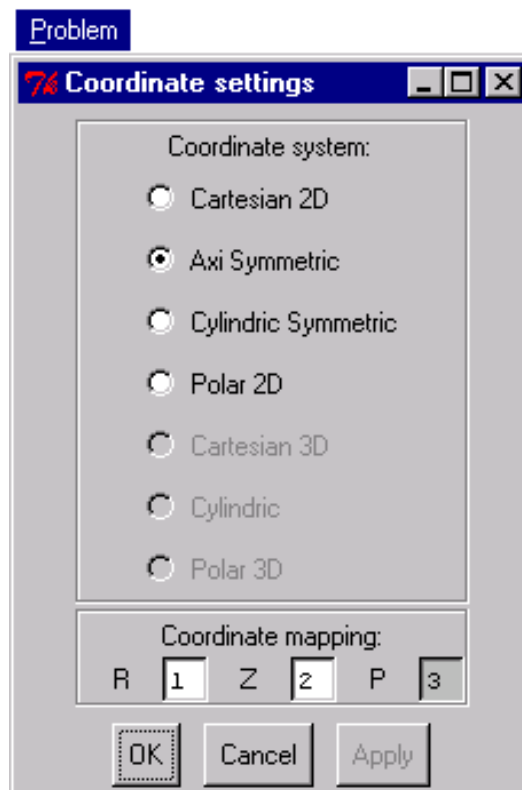 Problem
7k Coordinate settings
Coordinate system:
Cartesian 2D
Axi Symmetric
Cylindric Symmetric
Polar 2D
Cartesian 3D
Cylindric
Polar 3D
Coordinate mapping:
R 1 Z 2 P 3
OK Cancel Apply